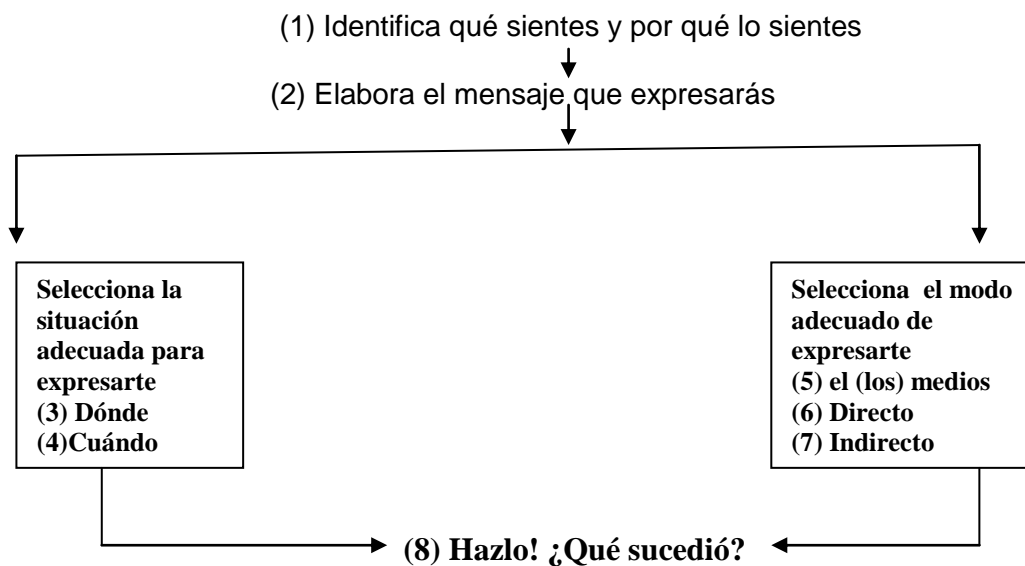 (1) Identifica qué sientes y por qué lo sientes
(2) Elabora el mensaje que expresarás
Selecciona la
situación
adecuada para
expresarte
(3) Dónde
(4)Cuándo
Selecciona el modo
adecuado de
expresarte
(5) el (los) medios
(6) Directo
(7) Indirecto
(8) Hazlo! ¿Qué sucedió?